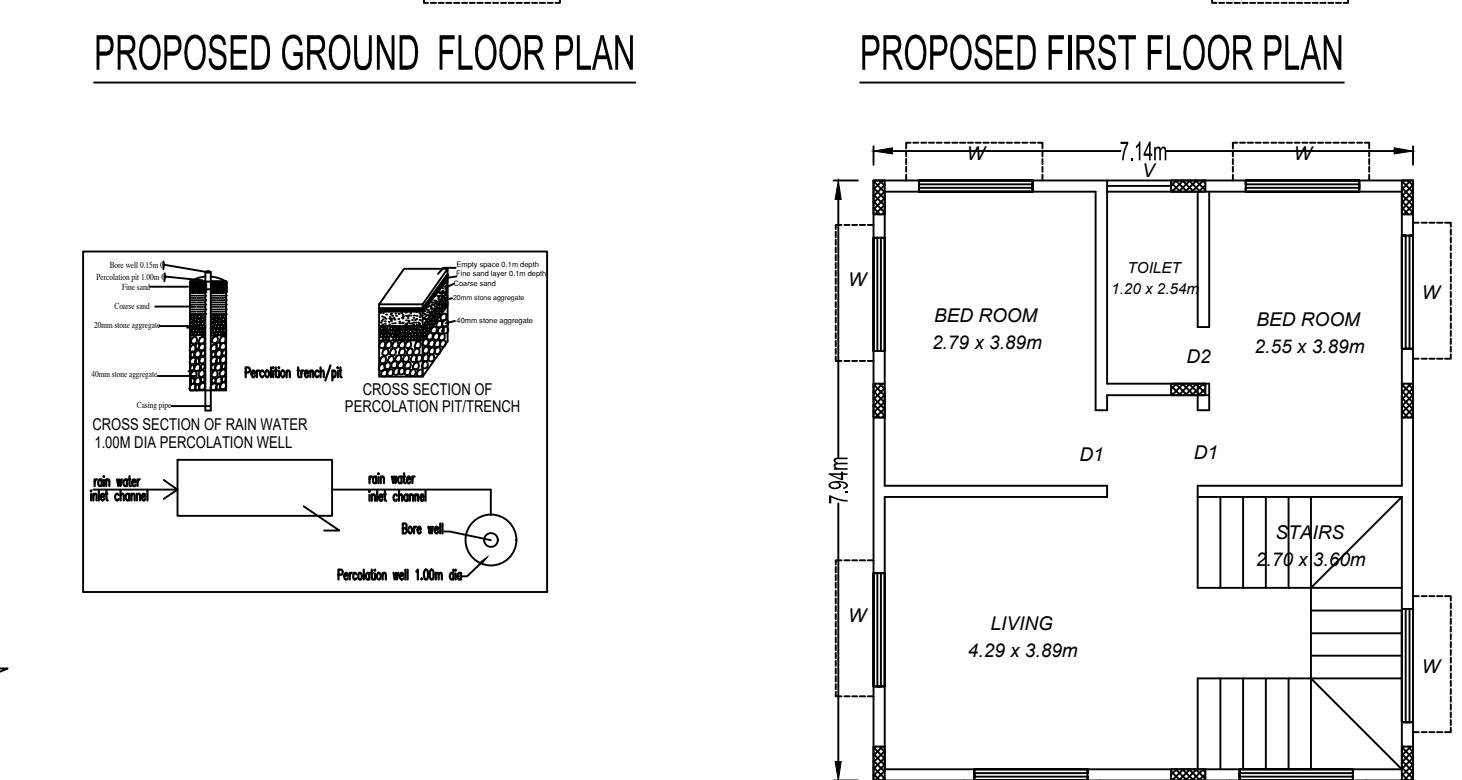 PROPOSED GROUND FLOOR PLAN
PROPOSED FIRST FLOOR PLAN
Bore well 0.15m
Percolation pit 1.00m
Fine sand
Coarse sand
20mm stone aggregate
40mm stone aggregate
Casing pipe
CROSS SECTION OF RAIN WATER
1.00M DIA PERCOLATION WELL
Percolition trench/pit
Empty space 0.1m depth
Fine sand layer 0.1m depth
Coarse sand
20mm stone aggregate
40mm stone aggregate
CROSS SECTION OF
PERCOLATION PIT/TRENCH
rain water
inlet channel
rain water
inlet channel
Bore well
Percolation well 1.00m dia
W
7.14m
W
V
W
TOILET
1.20 x 2.54m
W
BED ROOM
2.79 x 3.89m
BED ROOM
2.55 x 3.89m
D2
D1
D1
7.94m
STAIRS
2.70 x 3.60m
W
LIVING
4.29 x 3.89m
W